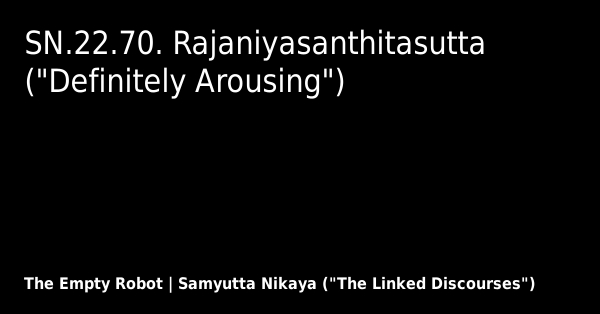 SN.22.70. Rajaniyasanthitasutta
("Definitely Arousing")
The Empty Robot | Samyutta Nikaya ("The Linked Discourses")